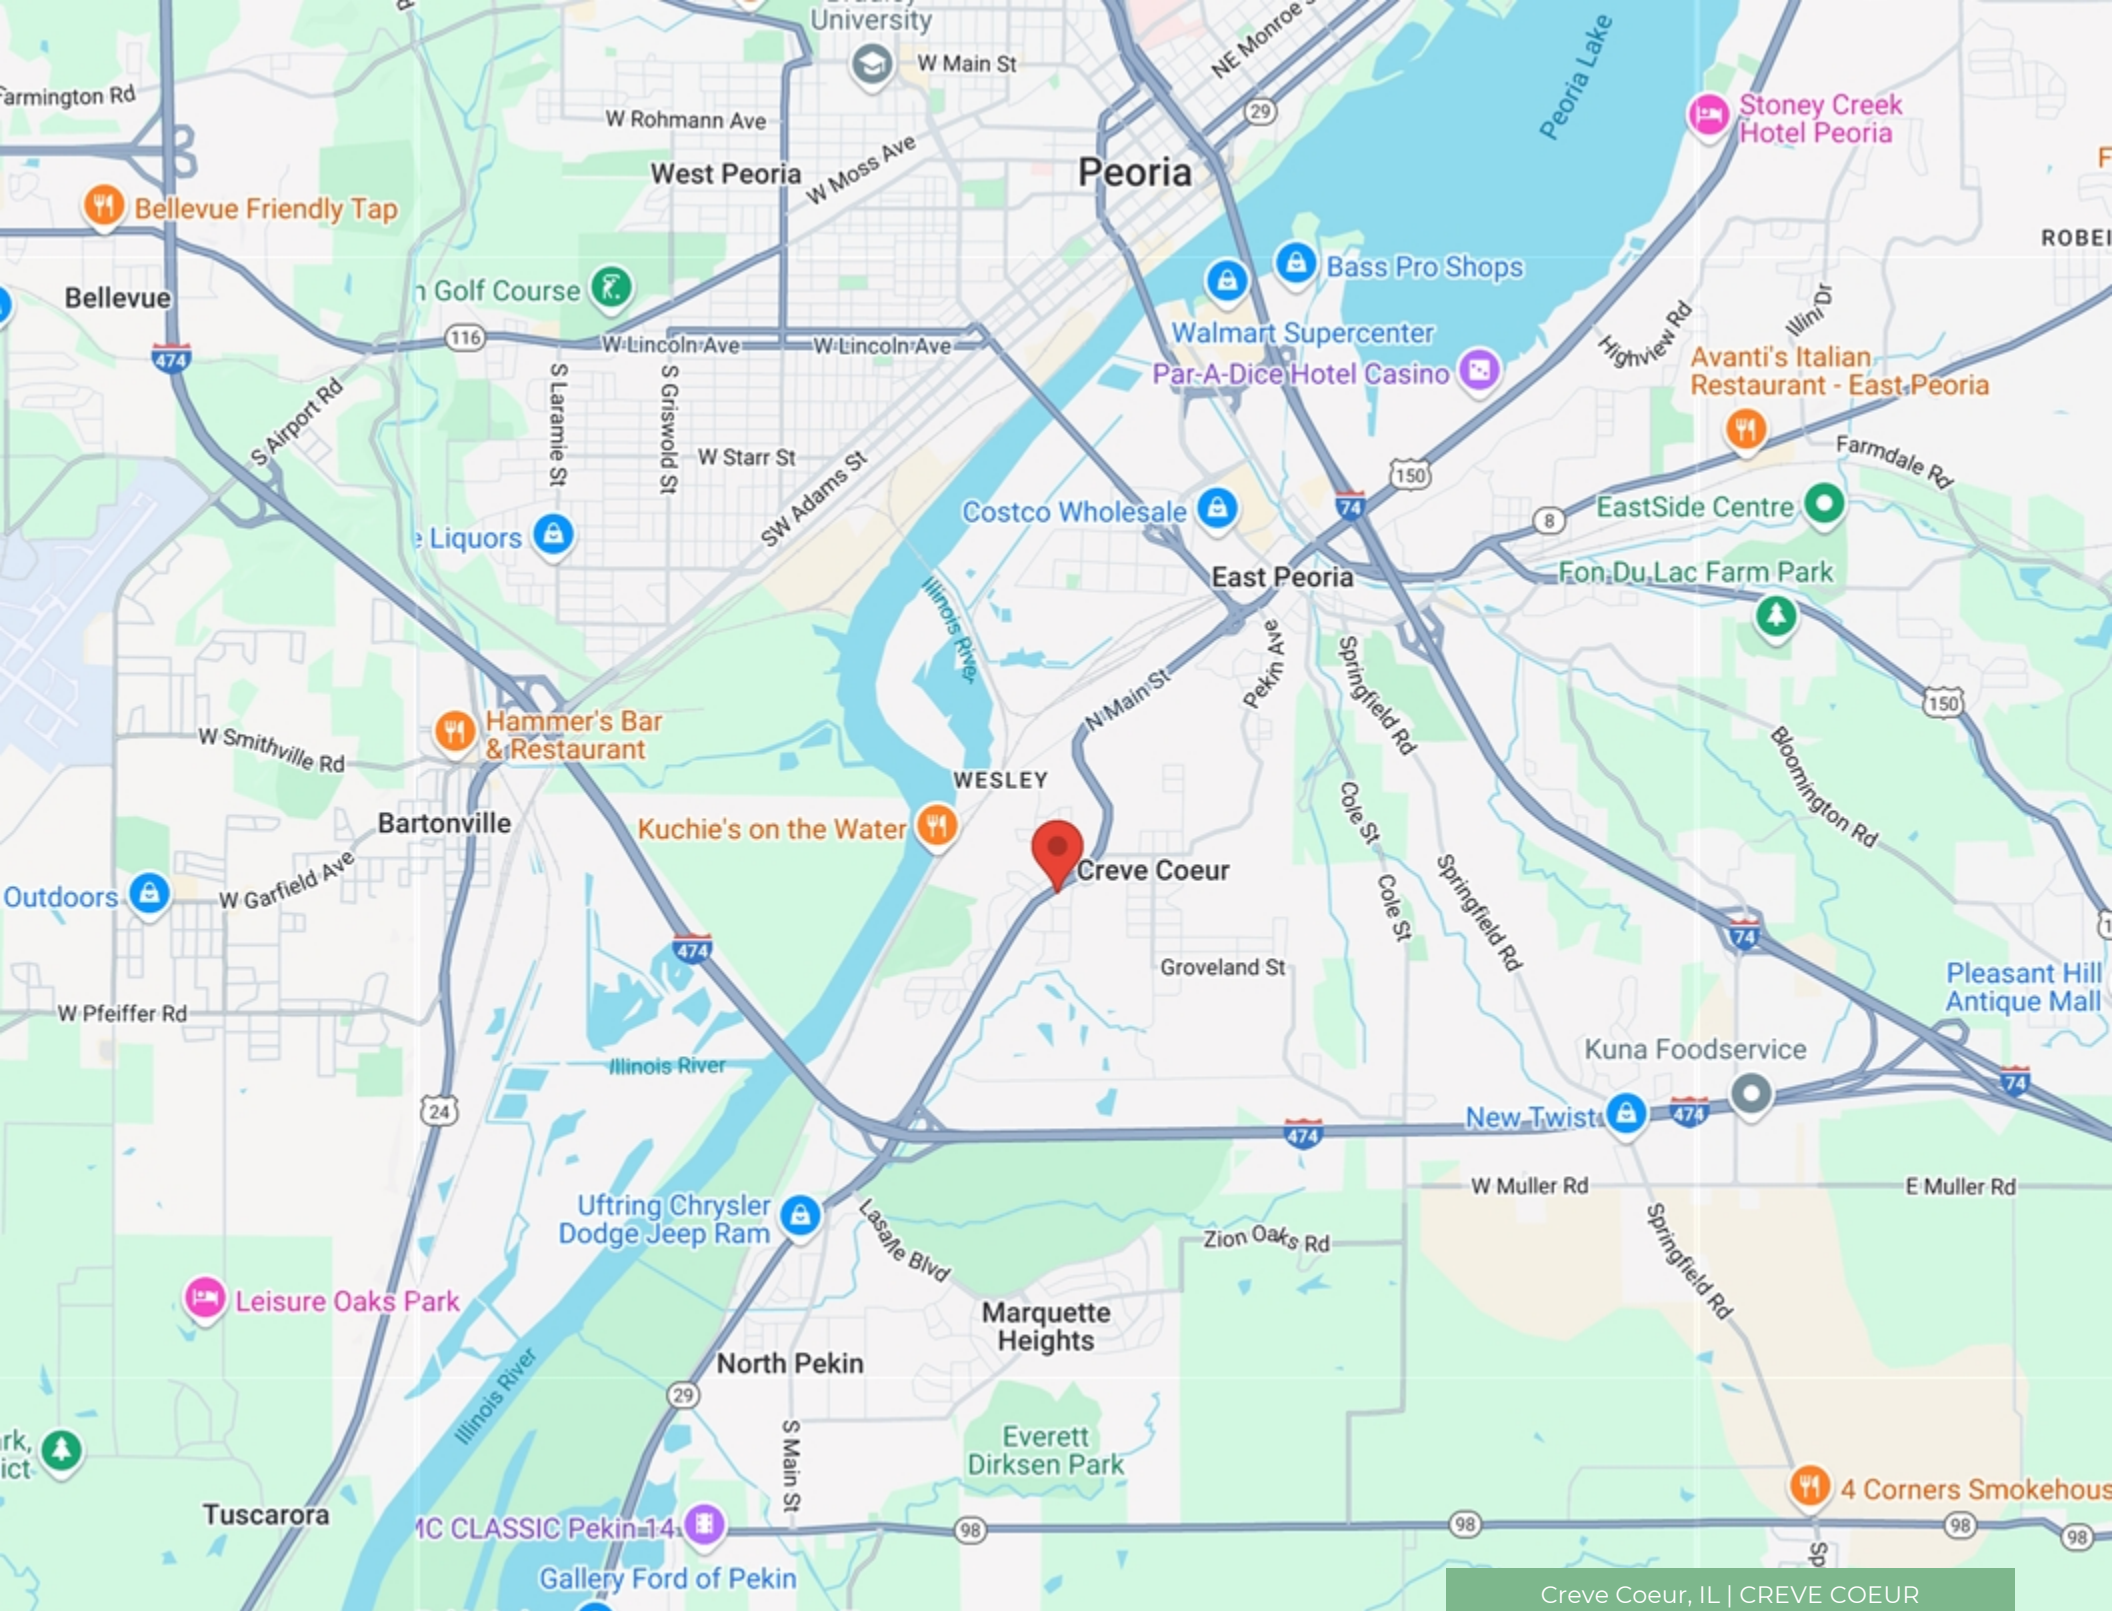 University
W Main St
NE Monroe S
Peoria Lake
Stoney Creek
Hotel Peoria
Farmington Rd
29
W Rohmann Ave
W Moss Ave
West Peoria
Peoria
Bellevue Friendly Tap
ROBEI
Bass Pro Shops
Bellevue
Golf Course
Illini Dr
Highview Rd
116
W Lincoln Ave
W Lincoln Ave
Walmart Supercenter
474
Par-A-Dice Hotel Casino
Avanti's Italian
Restaurant - East Peoria
S Airport Rd
S Laramie St
S Griswold St
W Starr St
SW Adams St
150
Farmdale Rd
74
8
EastSide Centre
Costco Wholesale
Liquors
East Peoria
Fon Du Lac Farm Park
Illinois River
Pekin Ave
Springfield Rd
N Main St
150
W Smithville Rd
Hammer's Bar
& Restaurant
WESLEY
Bloomington Rd
Bartonville
Kuchie's on the Water
Cole St
Creve Coeur
W Garfield Ave
Outdoors
Cole St
Springfield Rd
474
74
Groveland St
Pleasant Hill
Antique Mall
W Pfeiffer Rd
Kuna Foodservice
Illinois River
74
24
474
New Twist
474
W Muller Rd
E Muller Rd
Uftring Chrysler
Dodge Jeep Ram
Lasalle Blvd
Zion Oaks Rd
Springfield Rd
Leisure Oaks Park
Marquette
Heights
North Pekin
Illinois River
29
S Main St
Everett
Dirksen Park
rk,
ict
4 Corners Smokehous
Tuscarora
MC CLASSIC Pekin 14
98
98
98
98
Sp
Gallery Ford of Pekin
Creve Coeur, IL | CREVE COEUR